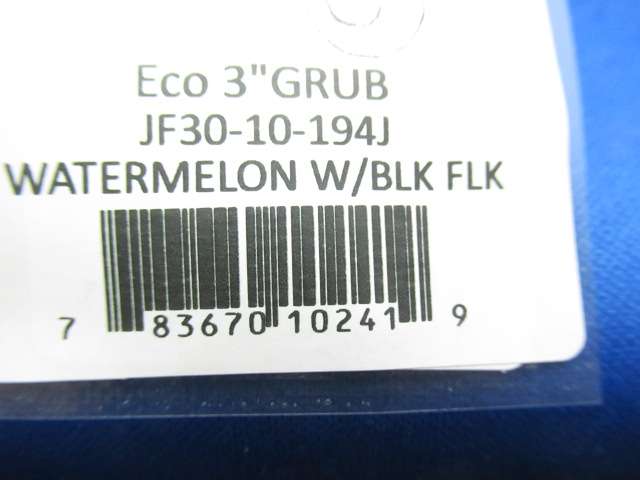 Eco 3"GRUB
JF30-10-194J
WATERMELON W/BLK FLK
7 83670 10241 9